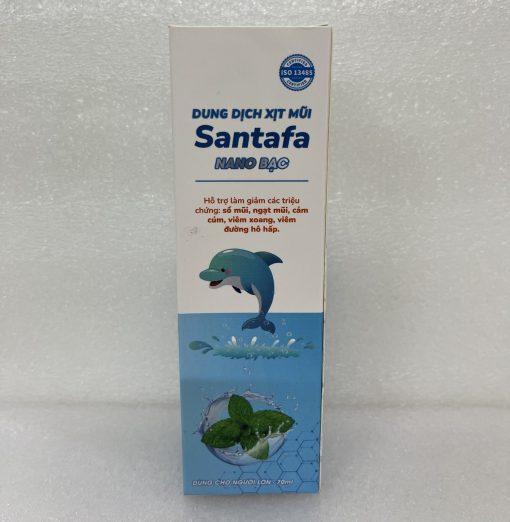 CERTIFIED
ISO 13485
DUNG DỊCH XỊT MŨI
Santafa
NANO BẠC
Hỗ trợ làm giảm các triệu
chứng: sổ mũi, ngạt mũi, cảm
cúm, viêm xoang, viêm
đường hô hấp.
DÙNG CHO NGƯỜI LỚN - 70ml